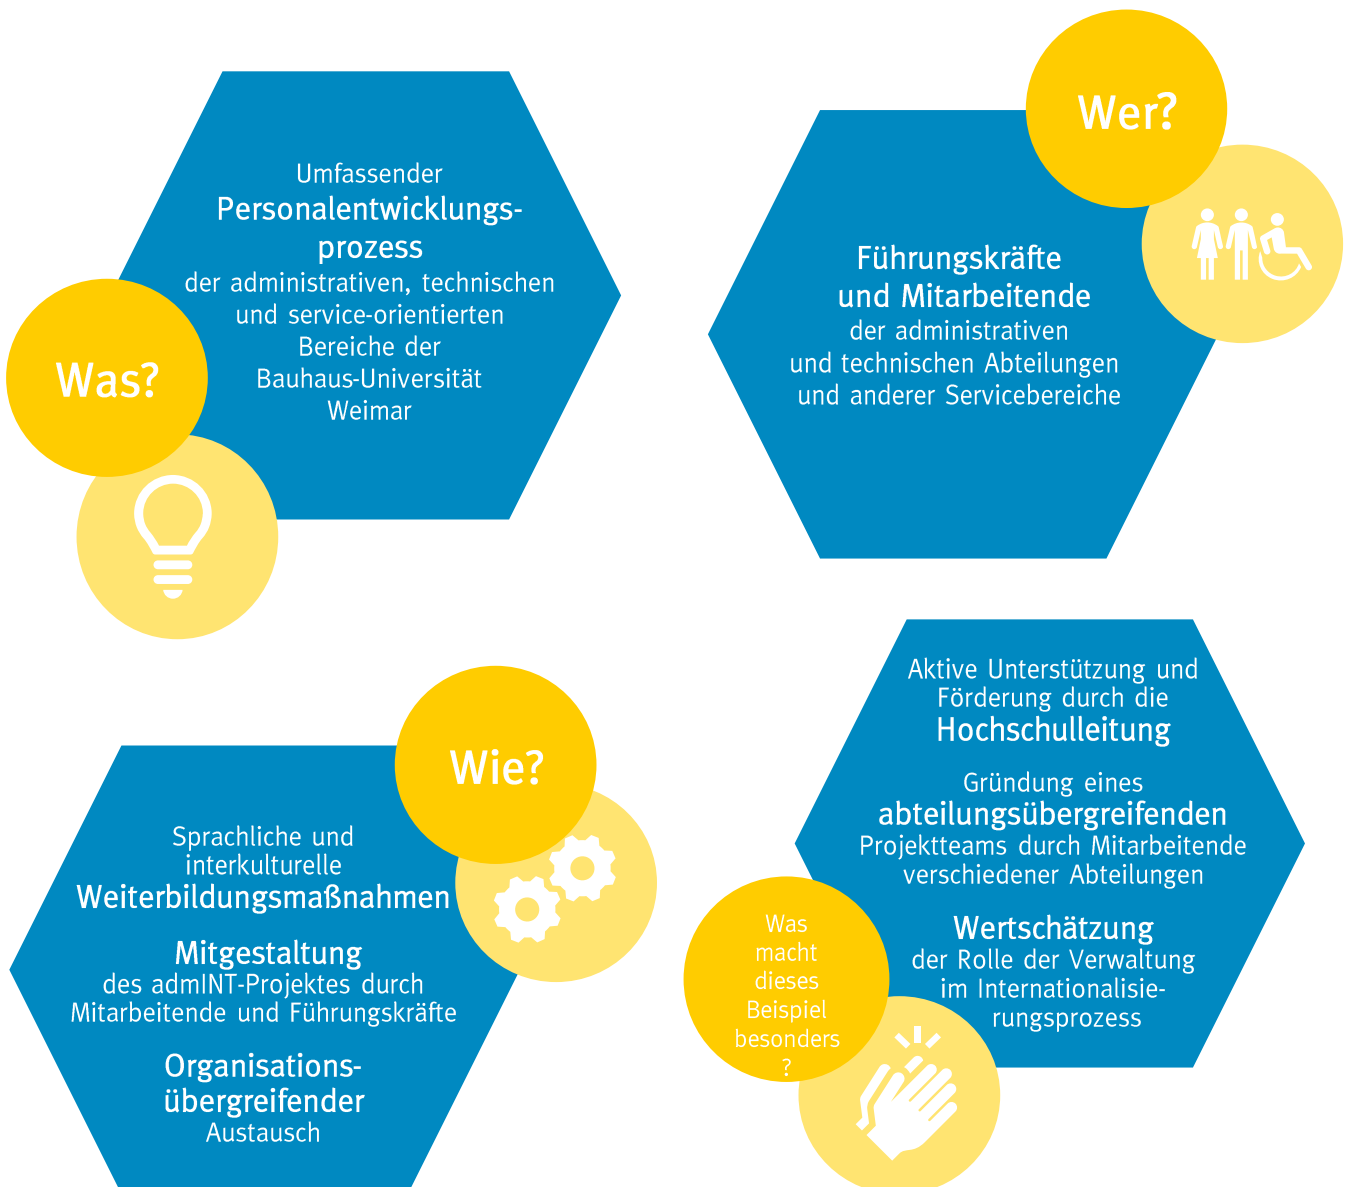 Was?
Umfassender
Personalentwicklungs-
prozess
der administrativen, technischen
und service-orientierten
Bereiche der
Bauhaus-Universität
Weimar
Wer?
Führungskräfte
und Mitarbeitende
der administrativen
und technischen Abteilungen
und anderer Servicebereiche
Wie?
Sprachliche und
interkulturelle
Weiterbildungsmaßnahmen
Mitgestaltung
des admINT-Projektes durch
Mitarbeitende und Führungskräfte
Organisations-
übergreifender
Austausch
Was
macht
dieses
Beispiel
besonders
?
Aktive Unterstützung und
Förderung durch die
Hochschulleitung
Gründung eines
abteilungsübergreifenden
Projektteams durch Mitarbeitende
verschiedener Abteilungen
Wertschätzung
der Rolle der Verwaltung
im Internationalisie-
rungsprozess